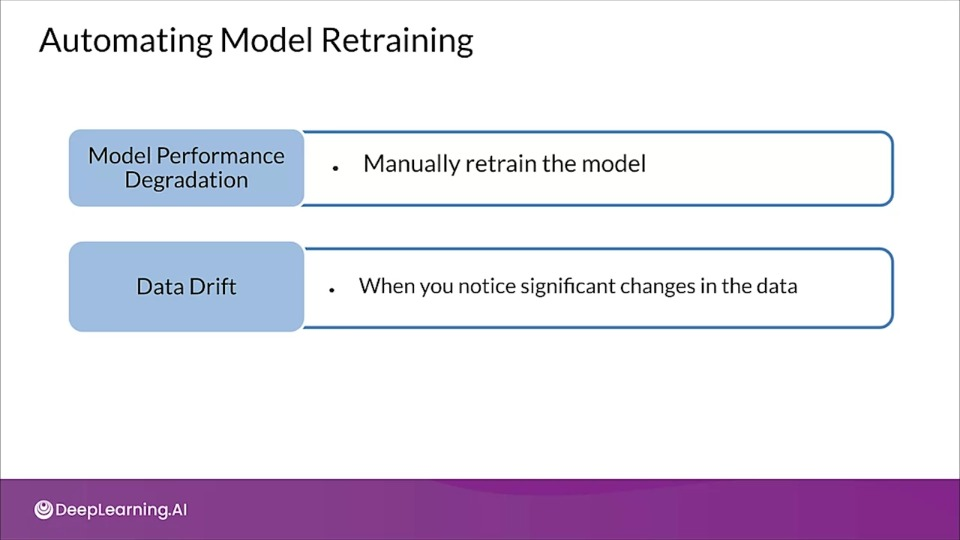 Automating Model Retraining
Model Performance
Degradation
• Manually retrain the model
Data Drift
• When you notice significant changes in the data
DeepLearning.AI